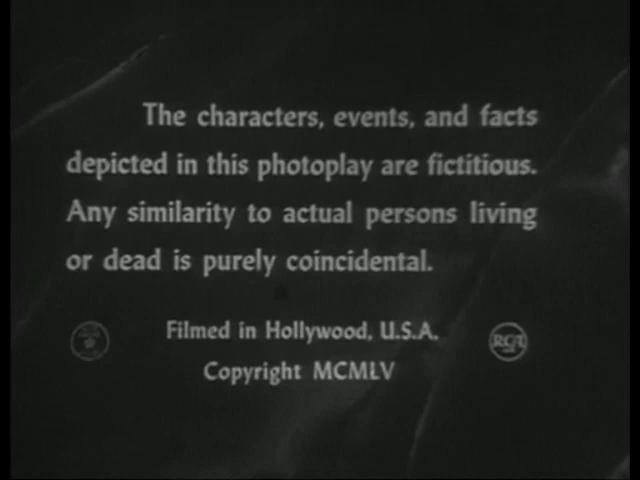 The characters, events, and facts
depicted in this photoplay are fictitious.
Any similarity to actual persons living
or dead is purely coincidental.
Filmed in Hollywood, U.S.A.
RCA
Copyright MCMLV